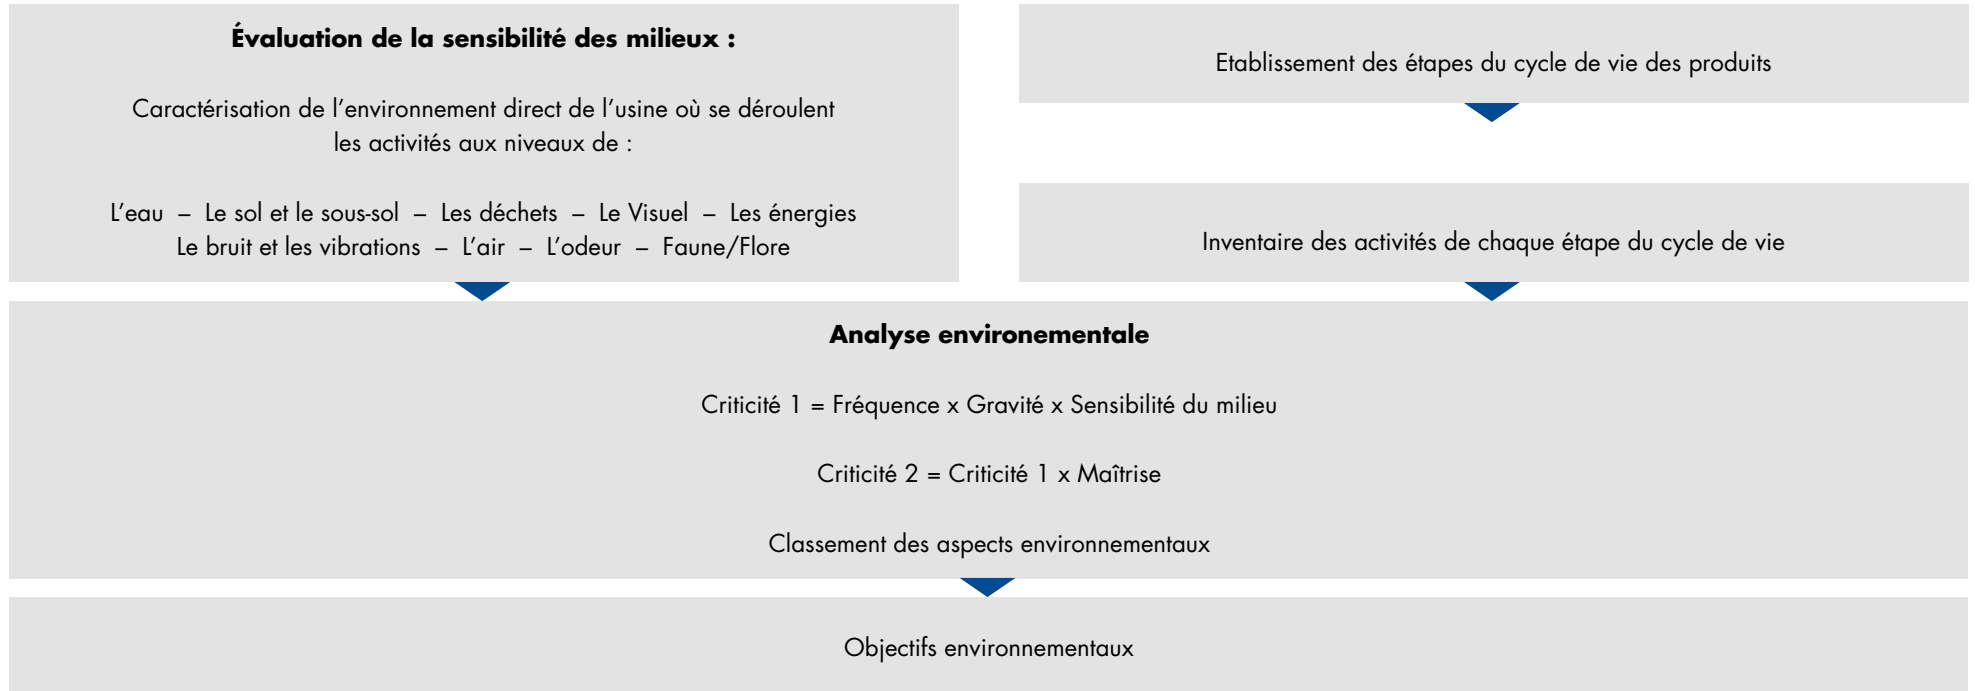 Évaluation de la sensibilité des milieux :
Caractérisation de l’environnement direct de l’usine où se déroulent
les activités aux niveaux de :
L’eau – Le sol et le sous-sol – Les déchets – Le Visuel – Les énergies
Le bruit et les vibrations – L’air – L’odeur – Faune/Flore
Etablissement des étapes du cycle de vie des produits
Inventaire des activités de chaque étape du cycle de vie
Analyse environementale
Criticité 1 = Fréquence x Gravité x Sensibilité du milieu
Criticité 2 = Criticité 1 x Maîtrise
Classement des aspects environnementaux
Objectifs environnementaux